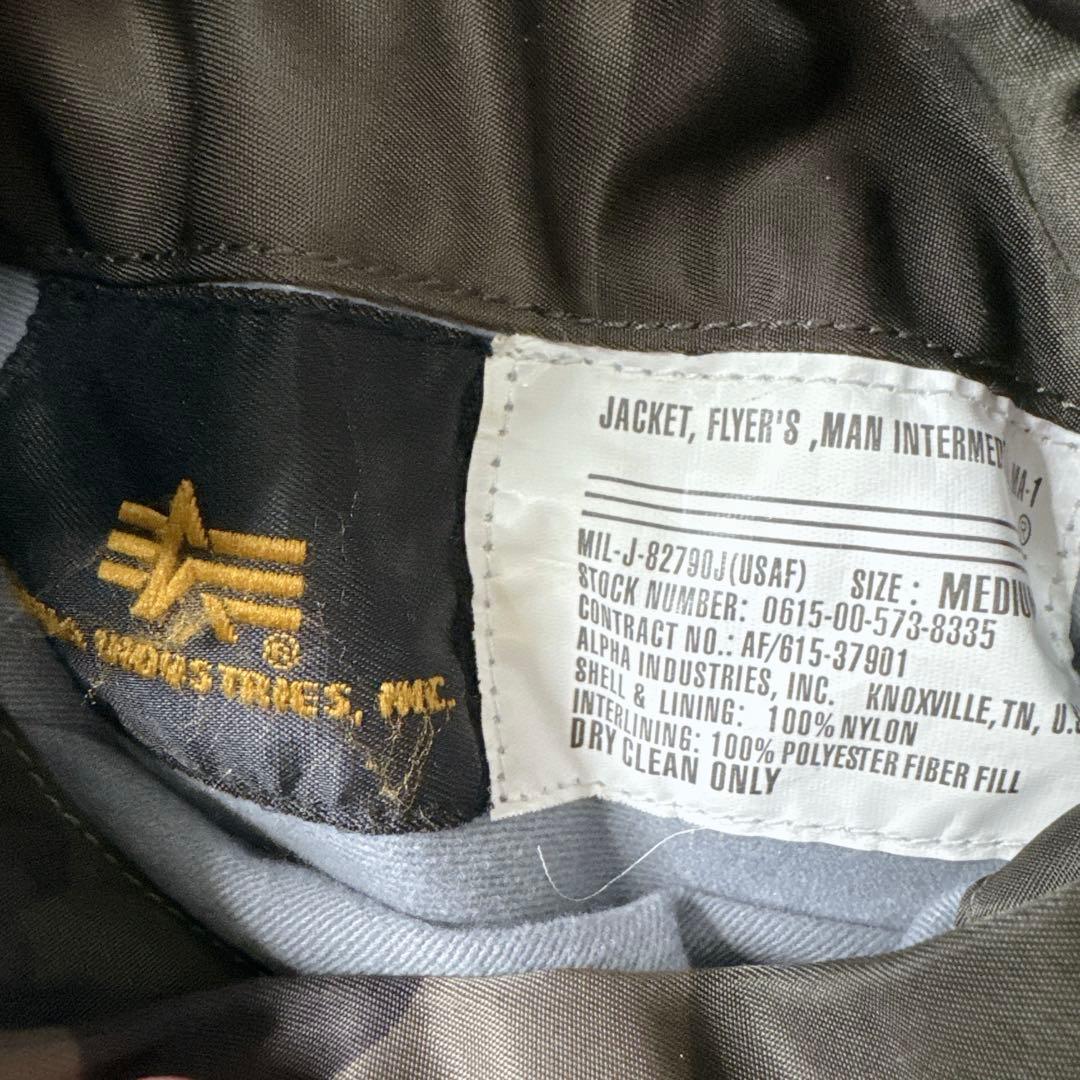 INDUSTRIES, INC.
®
JACKET, FLYER'S ,MAN INTERMED MA-1
®
MIL-J-82790J(USAF) SIZE : MEDIU
STOCK NUMBER: 0615-00-573-8335
CONTRACT NO.: AF/615-37901
ALPHA INDUSTRIES, INC. KNOXVILLE, TN, U.S
SHELL & LINING: 100% NYLON
INTERLINING: 100% POLYESTER FIBER FILL
DRY CLEAN ONLY